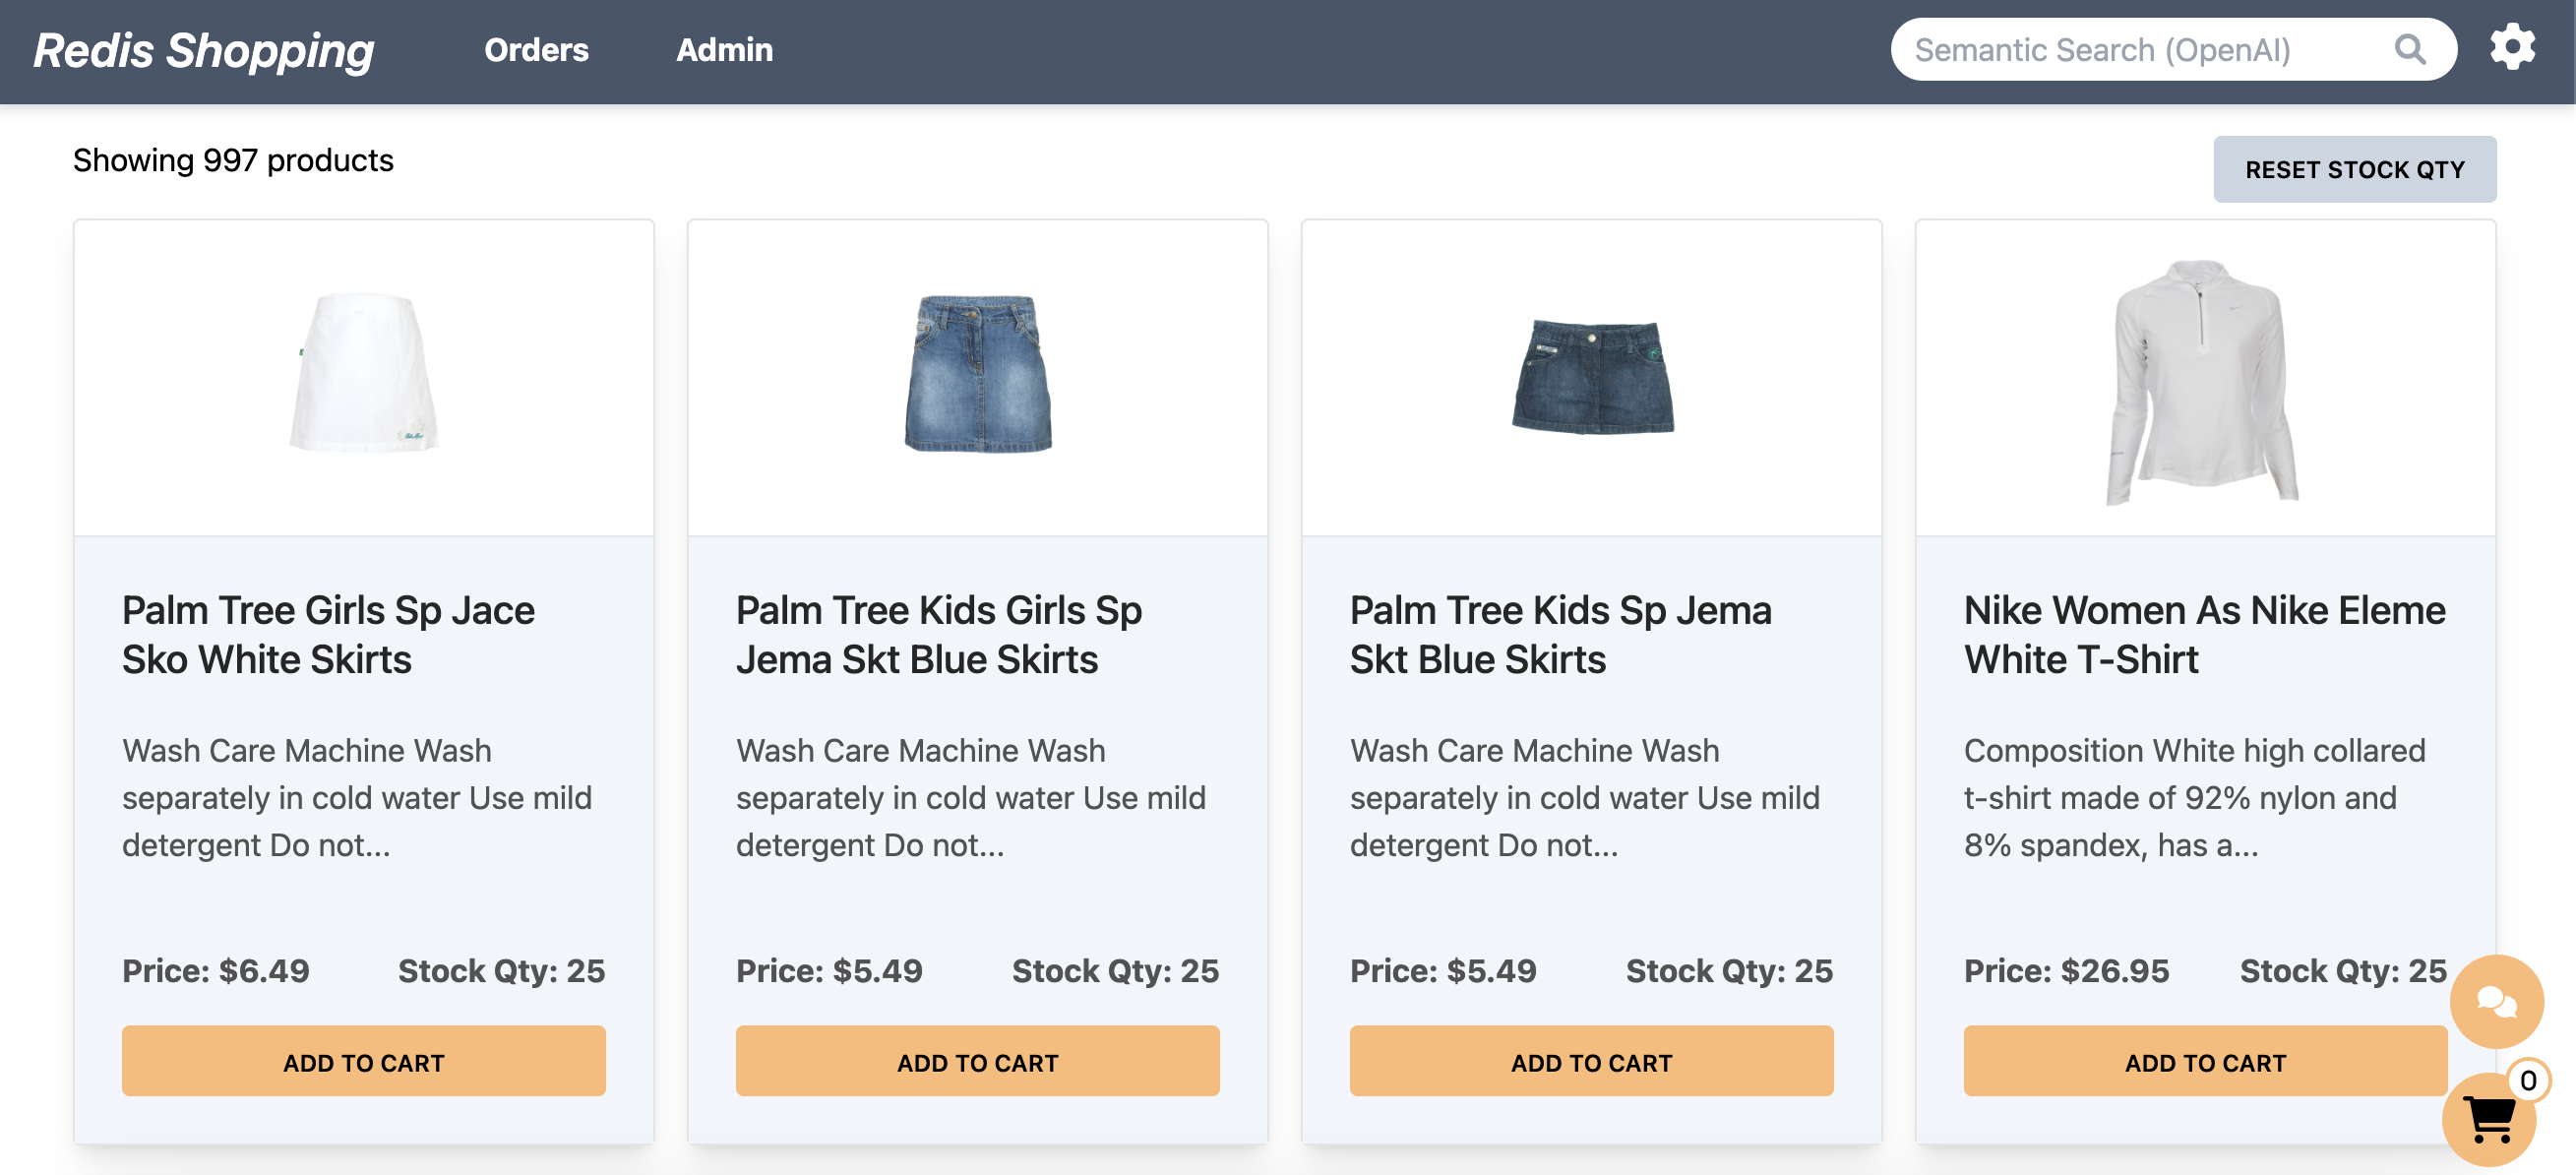 Redis Shopping
Orders
Admin
Semantic Search (OpenAI)
Showing 997 products
RESET STOCK QTY
Palm Tree Girls Sp Jace
Sko White Skirts
Wash Care Machine Wash
separately in cold water Use mild
detergent Do not...
Price: $6.49
Stock Qty: 25
ADD TO CART
Palm Tree Kids Girls Sp
Jema Skt Blue Skirts
Wash Care Machine Wash
separately in cold water Use mild
detergent Do not...
Price: $5.49
Stock Qty: 25
ADD TO CART
Palm Tree Kids Sp Jema
Skt Blue Skirts
Wash Care Machine Wash
separately in cold water Use mild
detergent Do not...
Price: $5.49
Stock Qty: 25
ADD TO CART
Nike Women As Nike Eleme
White T-Shirt
Composition White high collared
t-shirt made of 92% nylon and
8% spandex, has a...
Price: $26.95
Stock Qty: 25
ADD TO CART
0